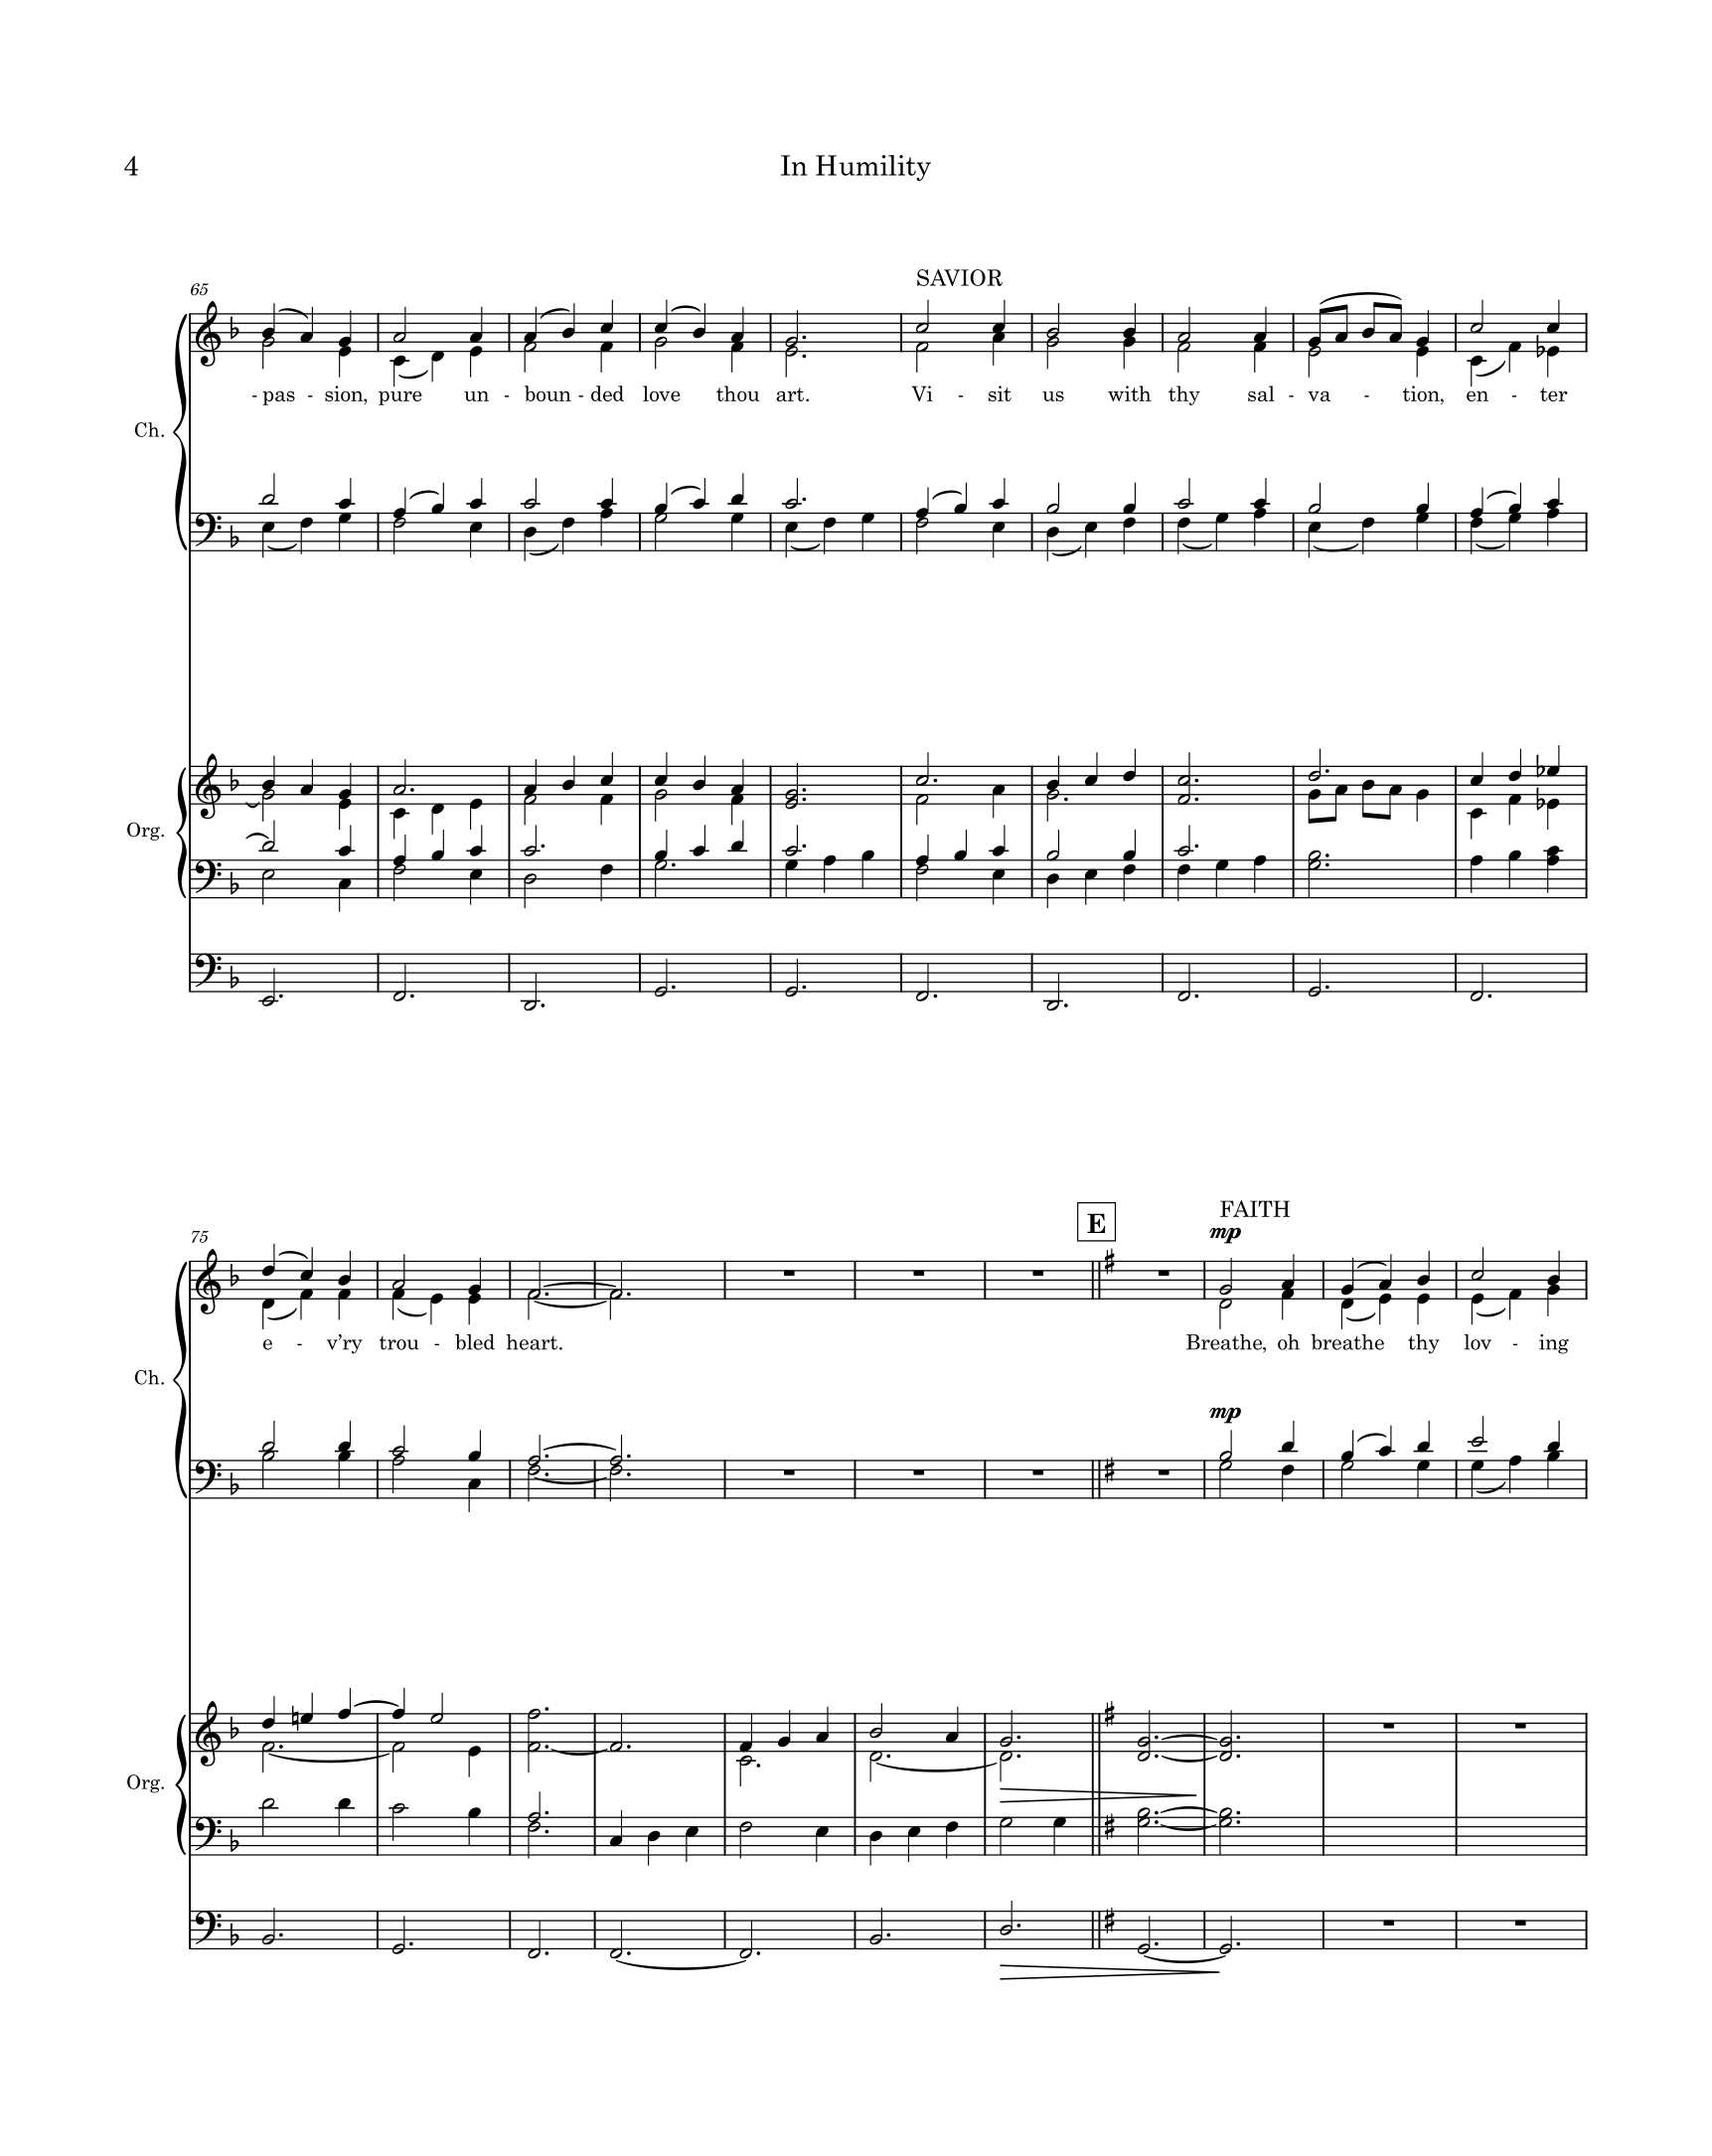 4 In Humility
SAVIOR
65
- pas - sion, pure un - boun - ded love thou art. Vi - sit us with thy sal - va - tion, en - ter
Ch.
Org.
E
FAITH
75
mp
e - v’ry trou - bled heart. Breathe, oh breathe thy lov - ing
Ch.
mp
Org.